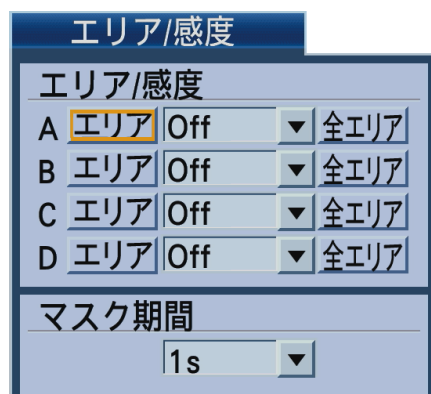 エリア/感度
エリア/感度
A エリア Off 全エリア
B エリア Off 全エリア
C エリア Off 全エリア
D エリア Off 全エリア
マスク期間
1s